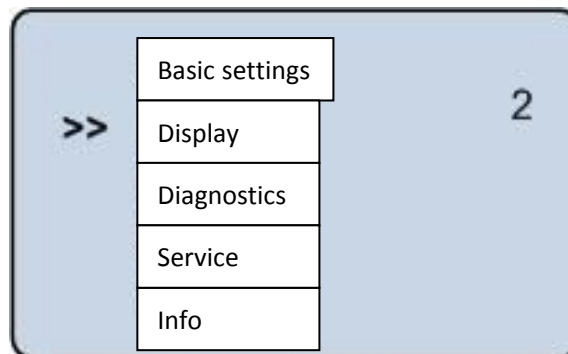 Basic settings
2
>> Display
Diagnostics
Service
Info